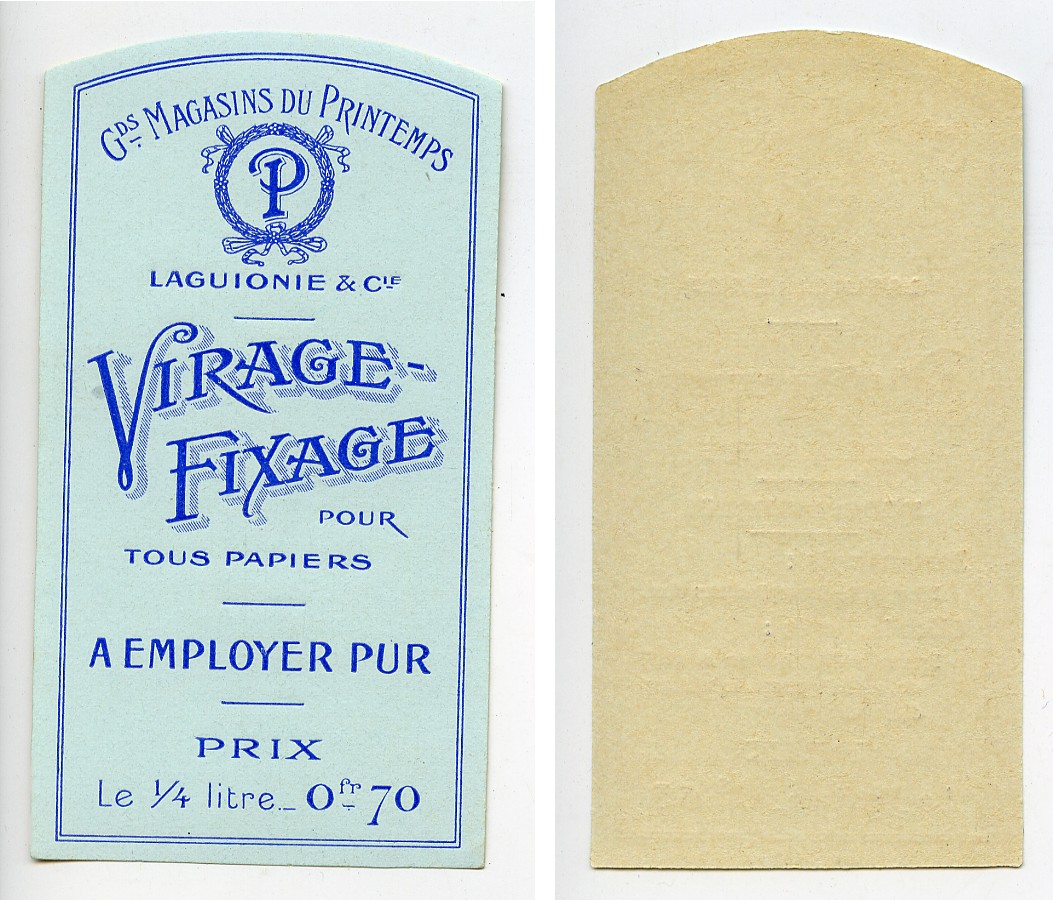 Gds Magasins du Printemps
P
LAGUIONIE & Cie
VIRAGE-
FIXAGE
POUR
TOUS PAPIERS
A EMPLOYER PUR
PRIX
Le 1/4 litre._ 0fr 70